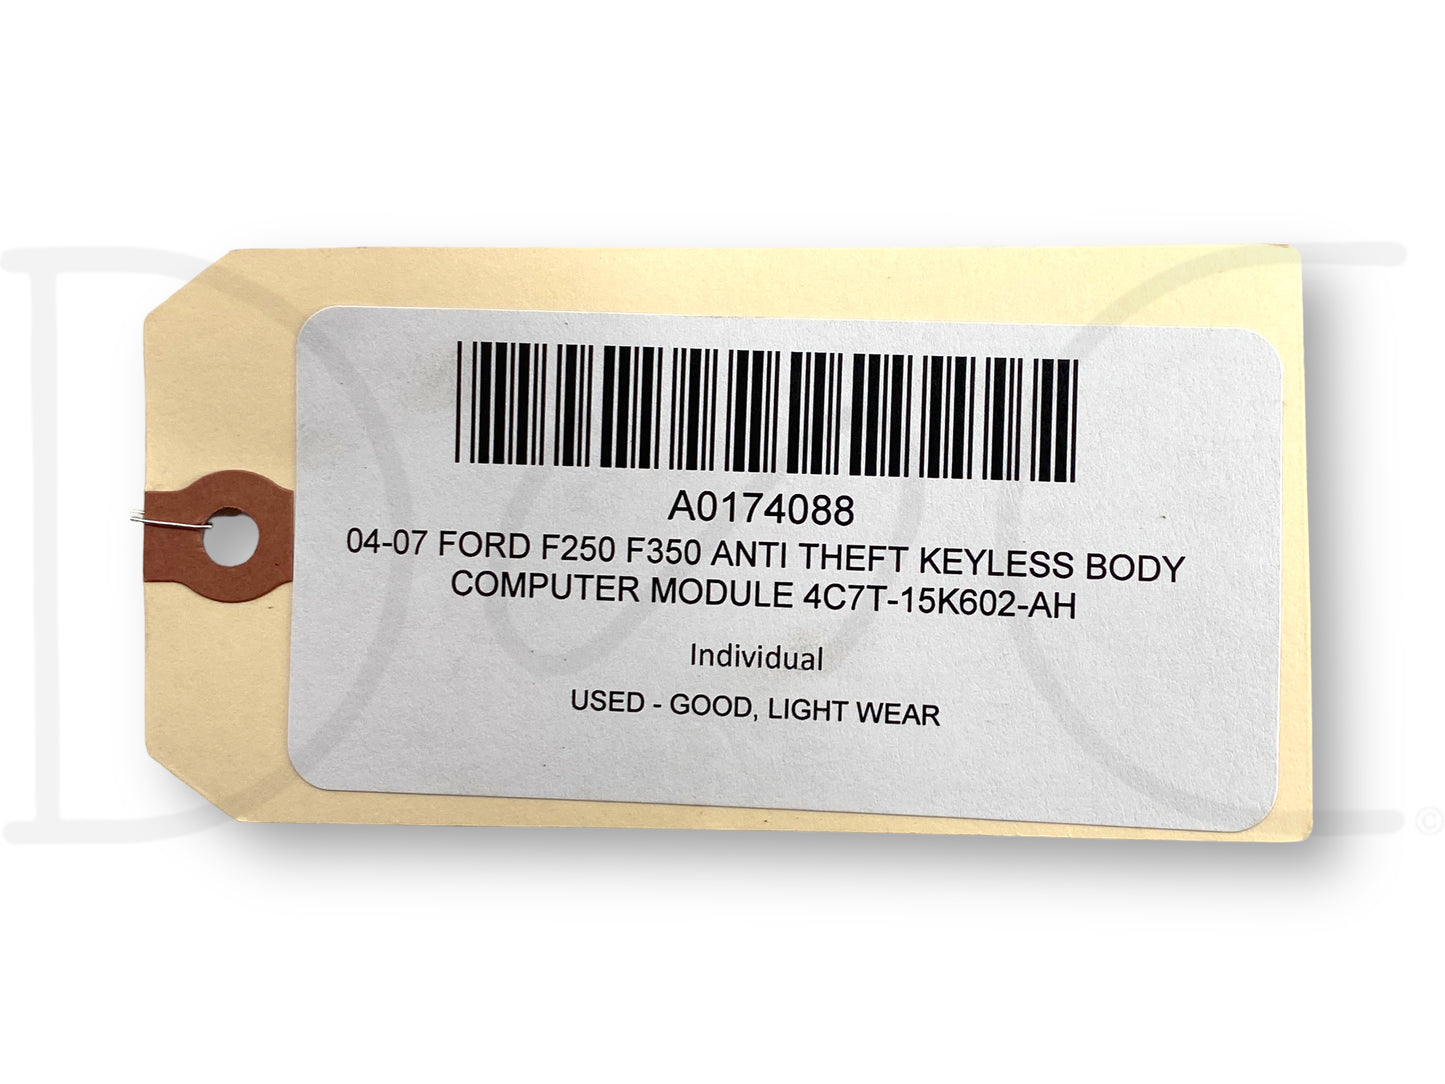 A0174088
04-07 FORD F250 F350 ANTI THEFT KEYLESS BODY
COMPUTER MODULE 4C7T-15K602-AH
Individual
USED - GOOD, LIGHT WEAR
©